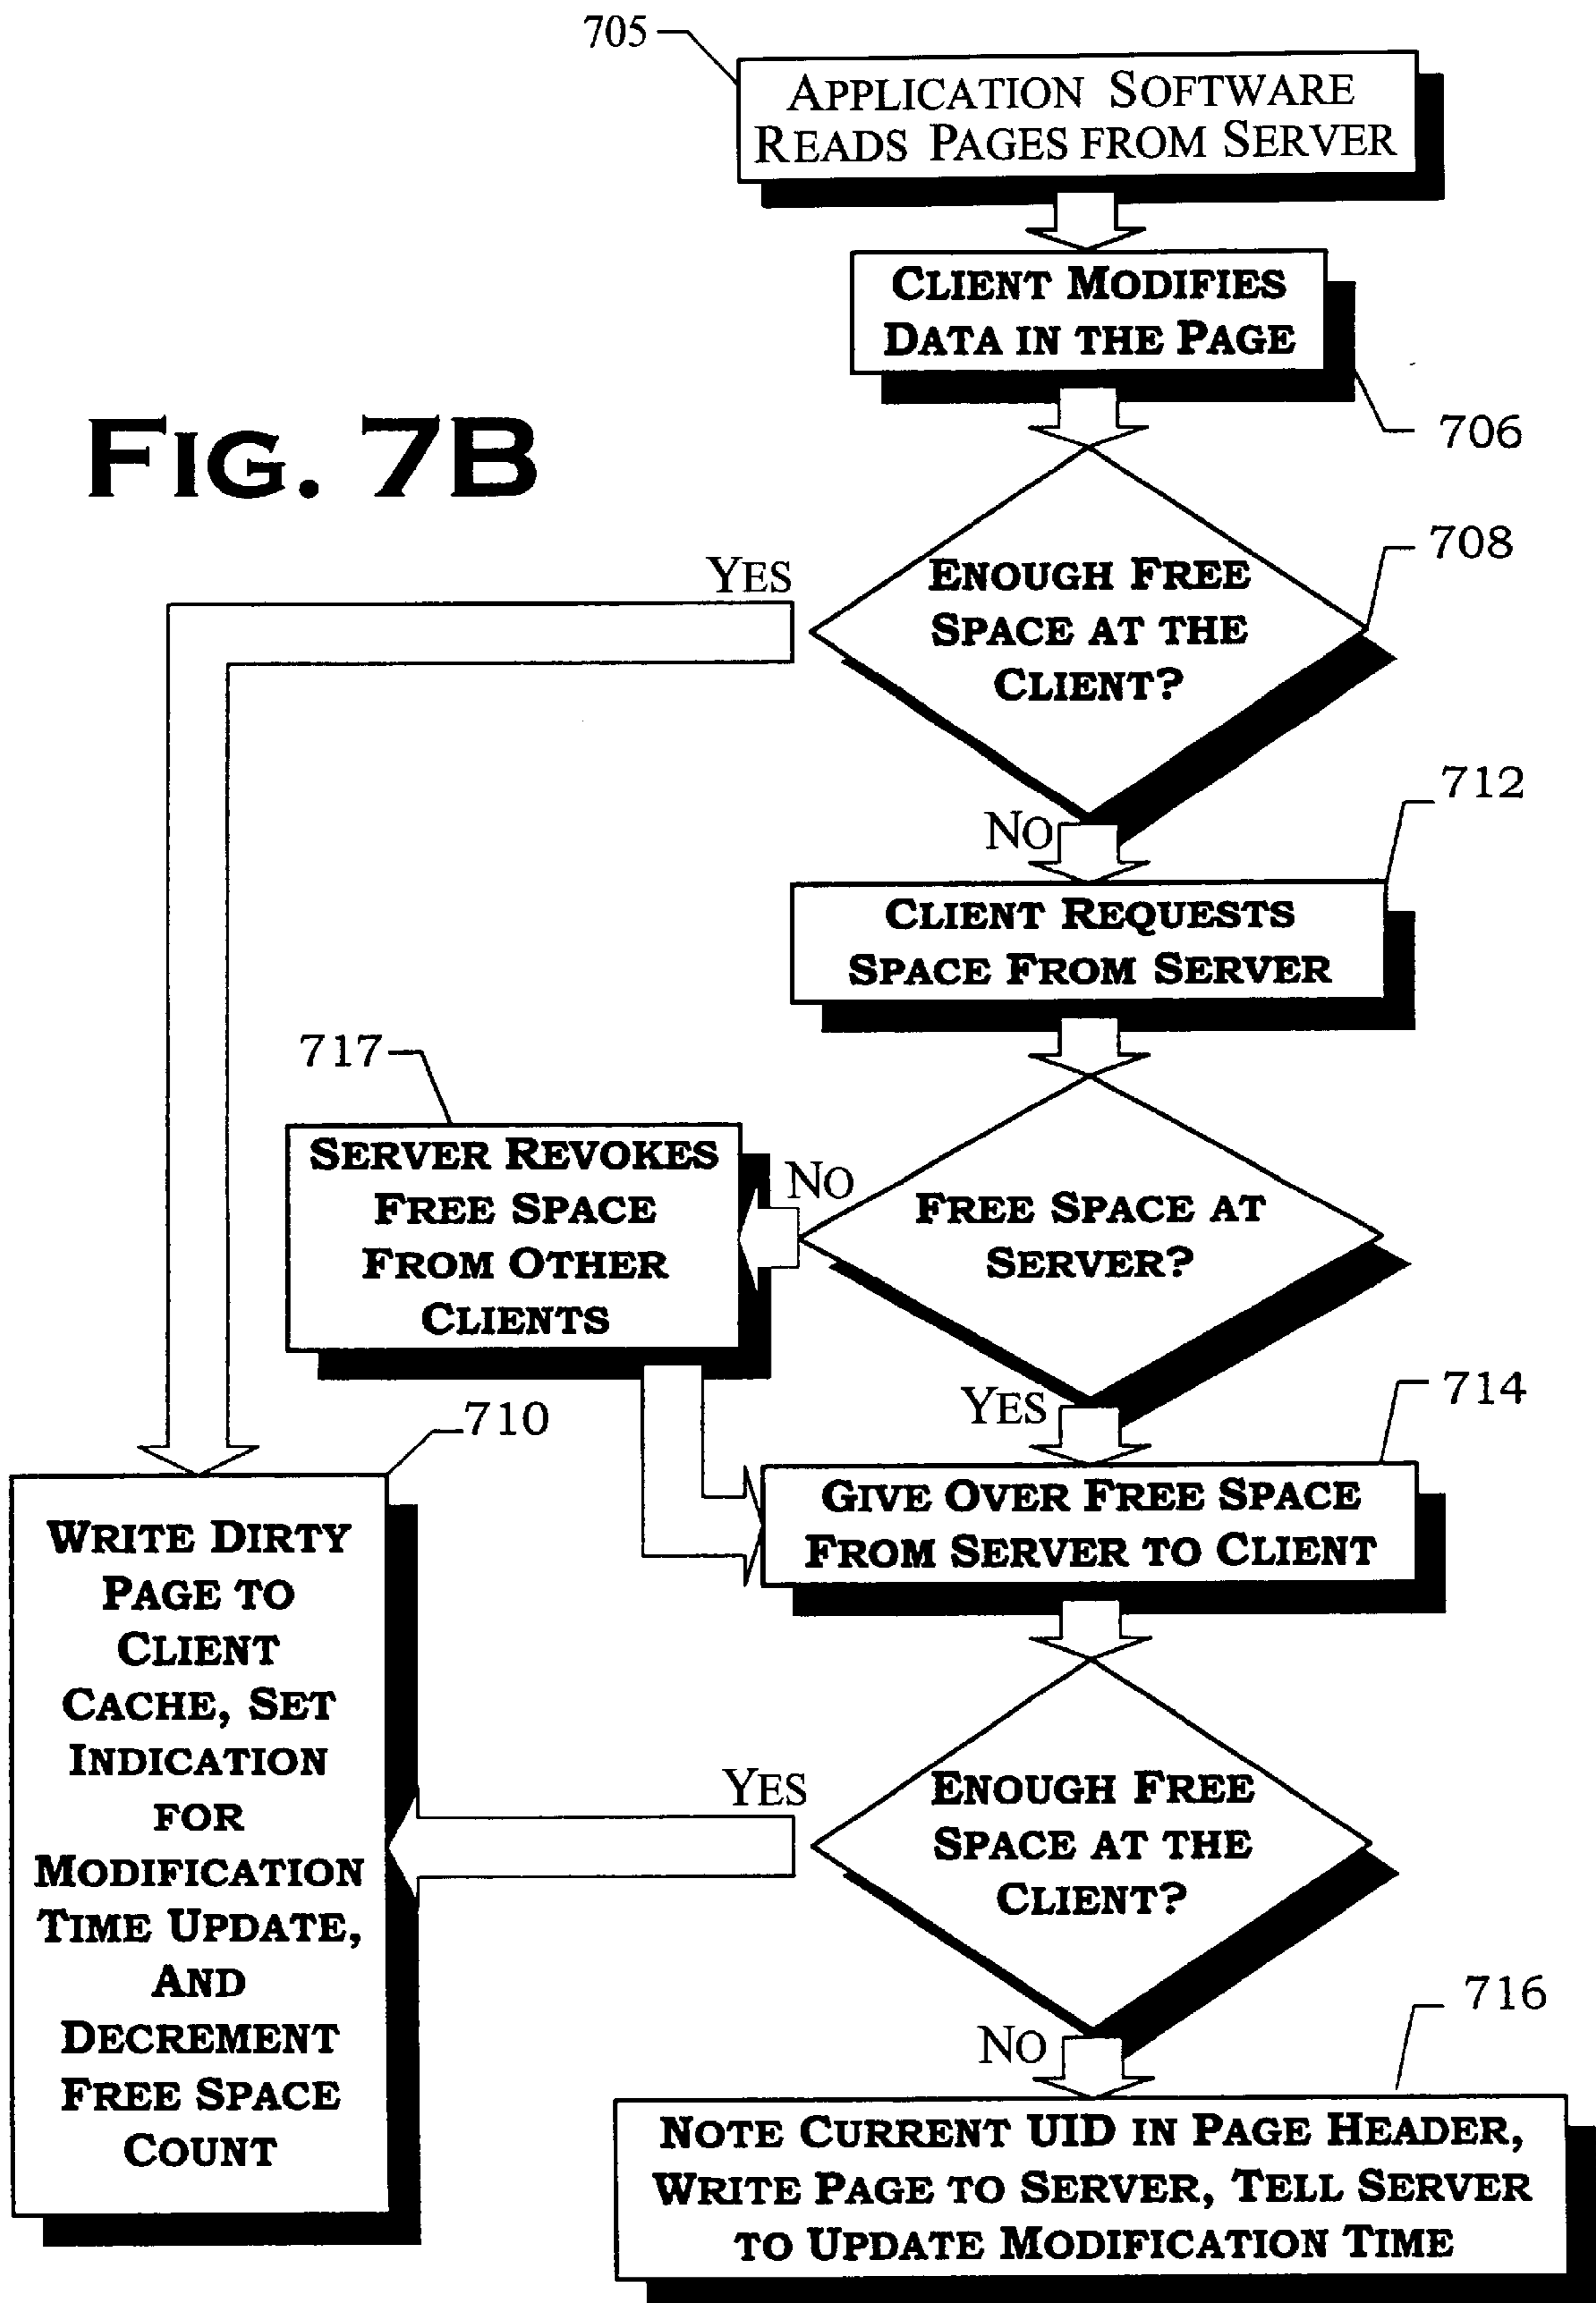 705
APPLICATION SOFTWARE
READS PAGES FROM SERVER
CLIENT MODIFIES
DATA IN THE PAGE
706
FIG. 7B
708
YES
ENOUGH FREE
SPACE AT THE
CLIENT?
712
NO
CLIENT REQUESTS
SPACE FROM SERVER
717
SERVER REVOKES
FREE SPACE
FROM OTHER
CLIENTS
NO
FREE SPACE AT
SERVER?
714
YES
710
GIVE OVER FREE SPACE
FROM SERVER TO CLIENT
WRITE DIRTY
PAGE TO
CLIENT
CACHE, SET
INDICATION
FOR
MODIFICATION
TIME UPDATE,
AND
DECREMENT
FREE SPACE
COUNT
YES
ENOUGH FREE
SPACE AT THE
CLIENT?
716
NO
NOTE CURRENT UID IN PAGE HEADER,
WRITE PAGE TO SERVER, TELL SERVER
TO UPDATE MODIFICATION TIME